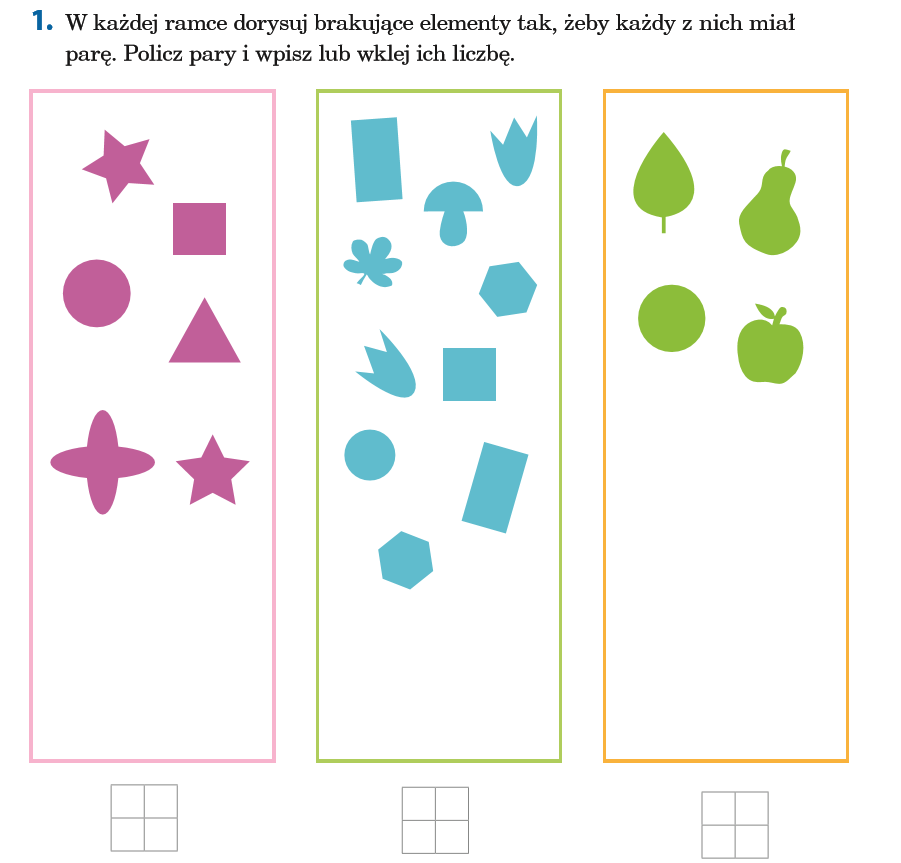 1. W każdej ramce dorysuj brakujące elementy tak, żeby każdy z nich miał
parę. Policz pary i wpisz lub wklej ich liczbę.